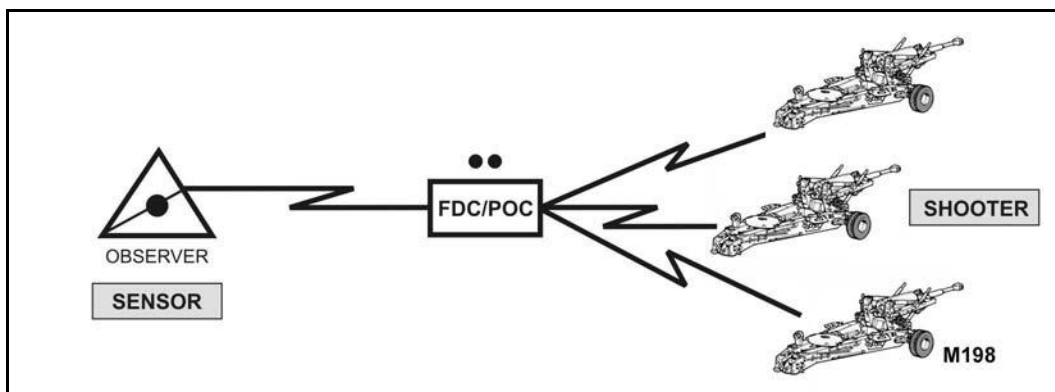 OBSERVER
SENSOR
FDC/POC
SHOOTER
M198